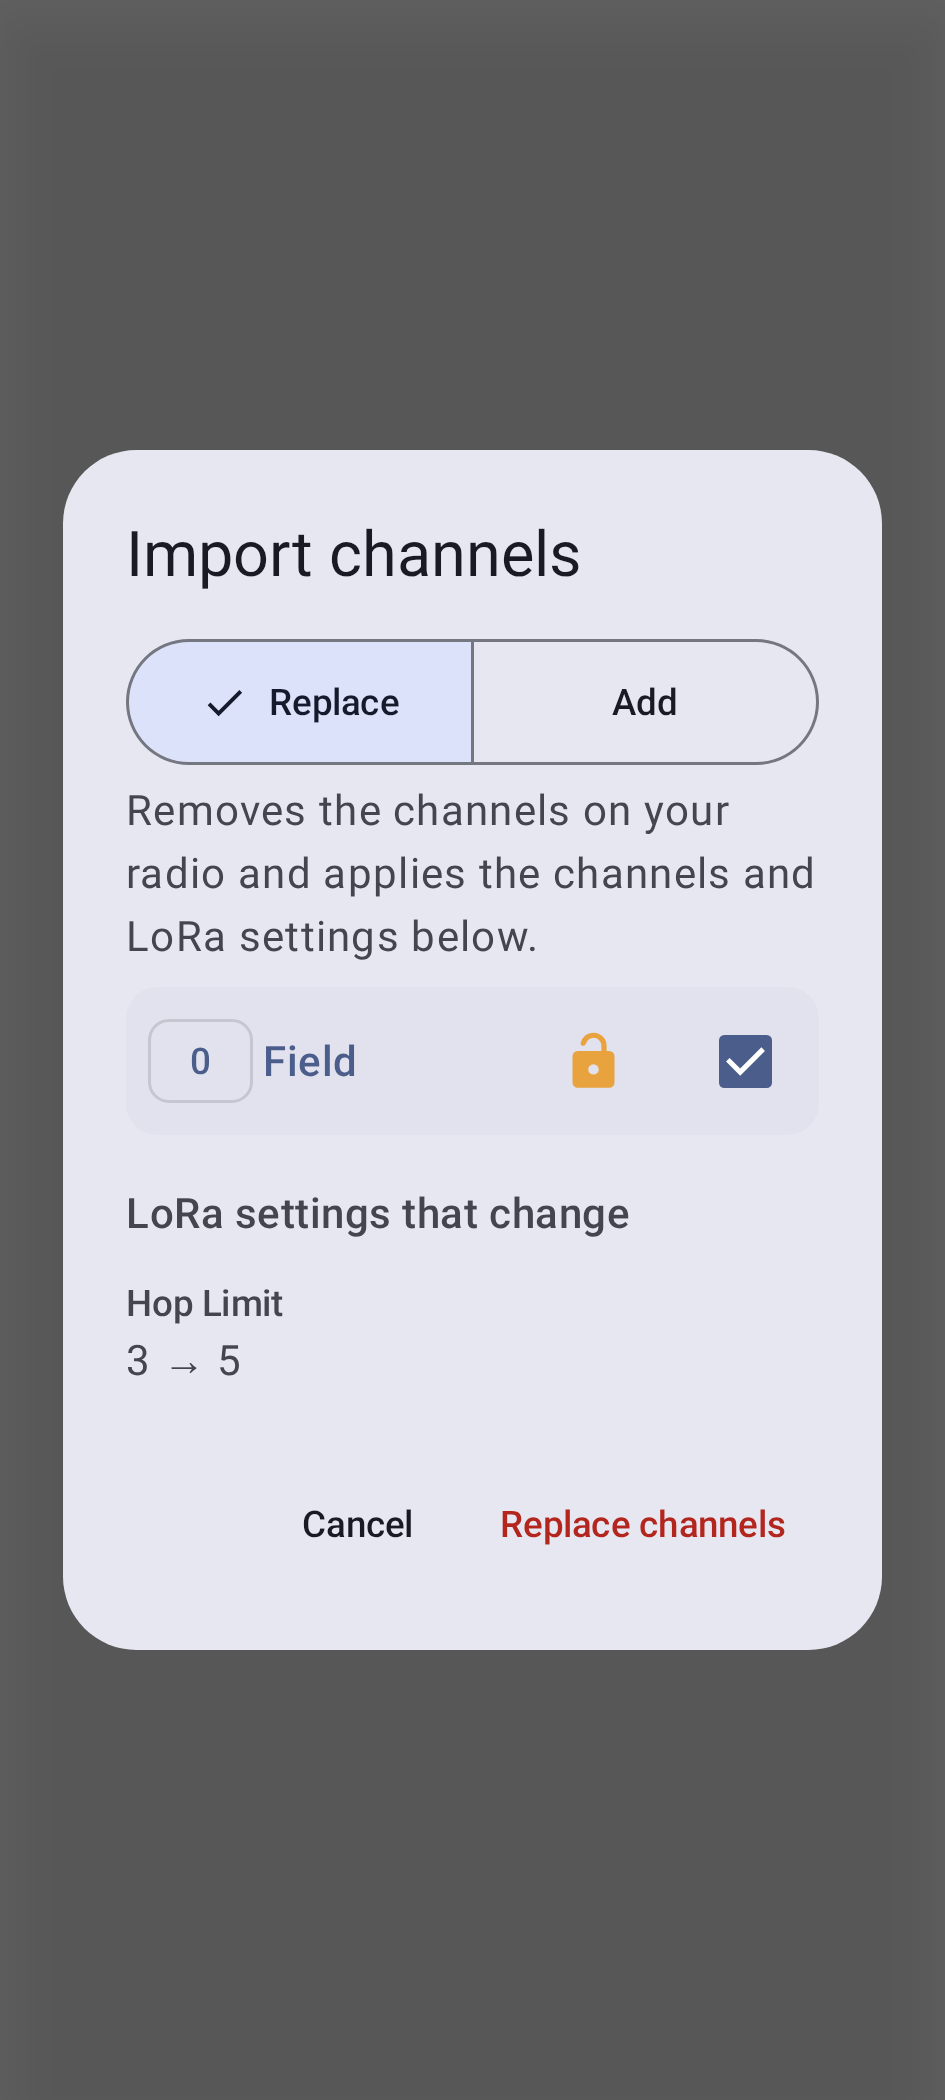 Import channels
Replace
Add
Removes the channels on your
radio and applies the channels and
LoRa settings below.
0
Field
LoRa settings that change
Hop Limit
3 → 5
Cancel
Replace channels